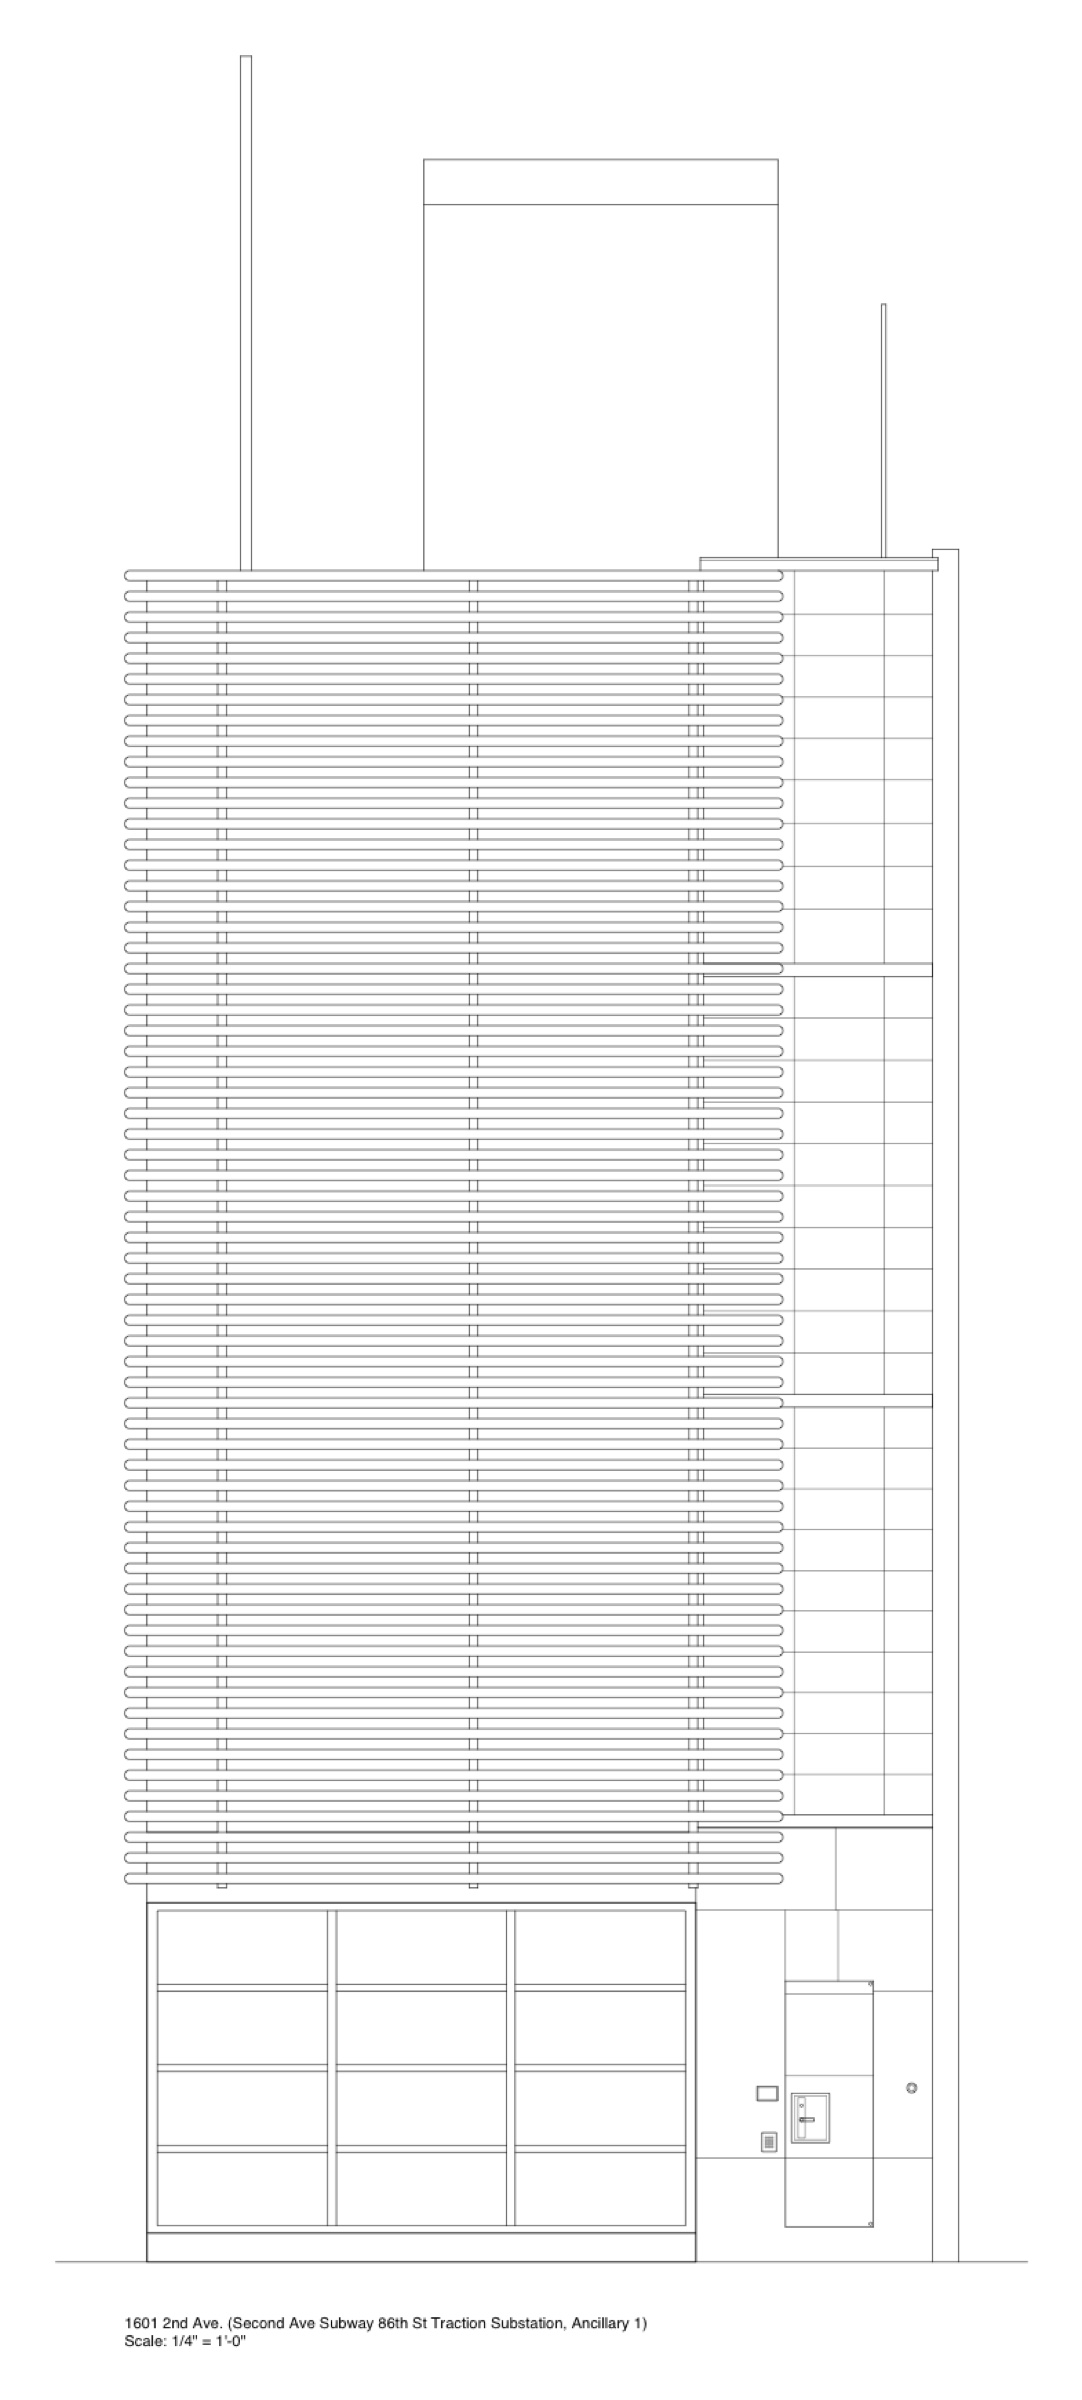 1601 2nd Ave. (Second Ave Subway 86th St Traction Substation, Ancillary 1)
Scale: 1/4" = 1'-0"